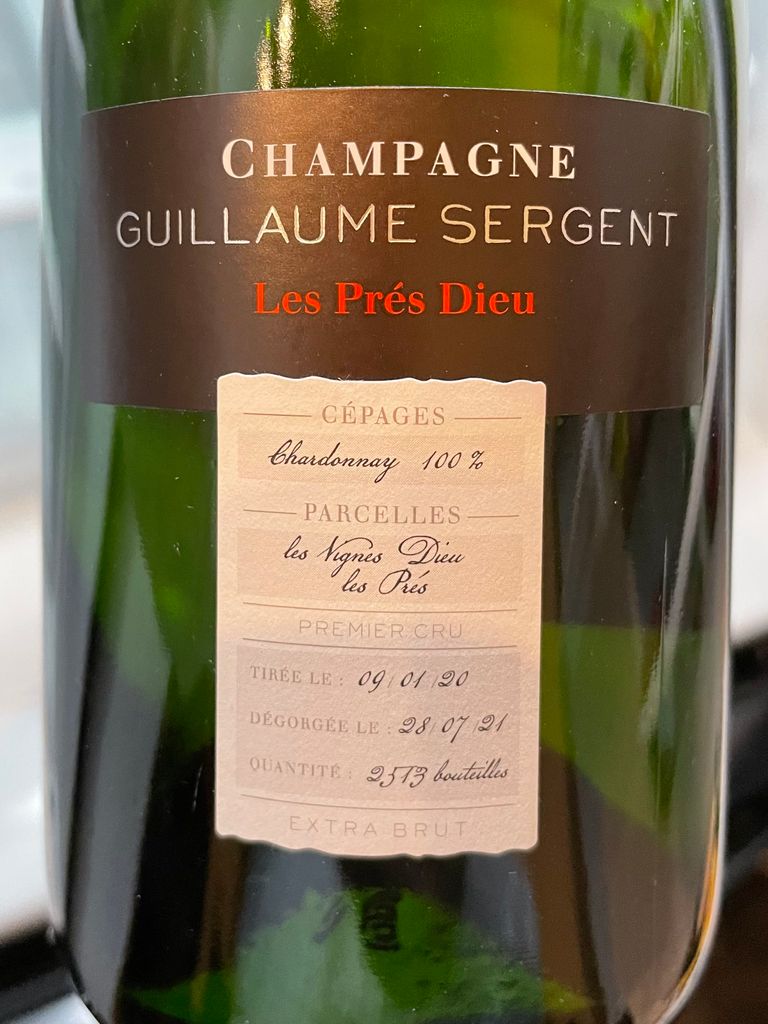 CHAMPAGNE
GUILLAUME SERGENT
Les Prés Dieu
CÉPAGES
Chardonnay 100 %
PARCELLES
les Vignes Dieu
les Prés
PREMIER CRU
TIRÉE LE : 09/01/20
DÉGORGÉE LE : 28/07/21
QUANTITÉ : 2513 bouteilles
EXTRA BRUT